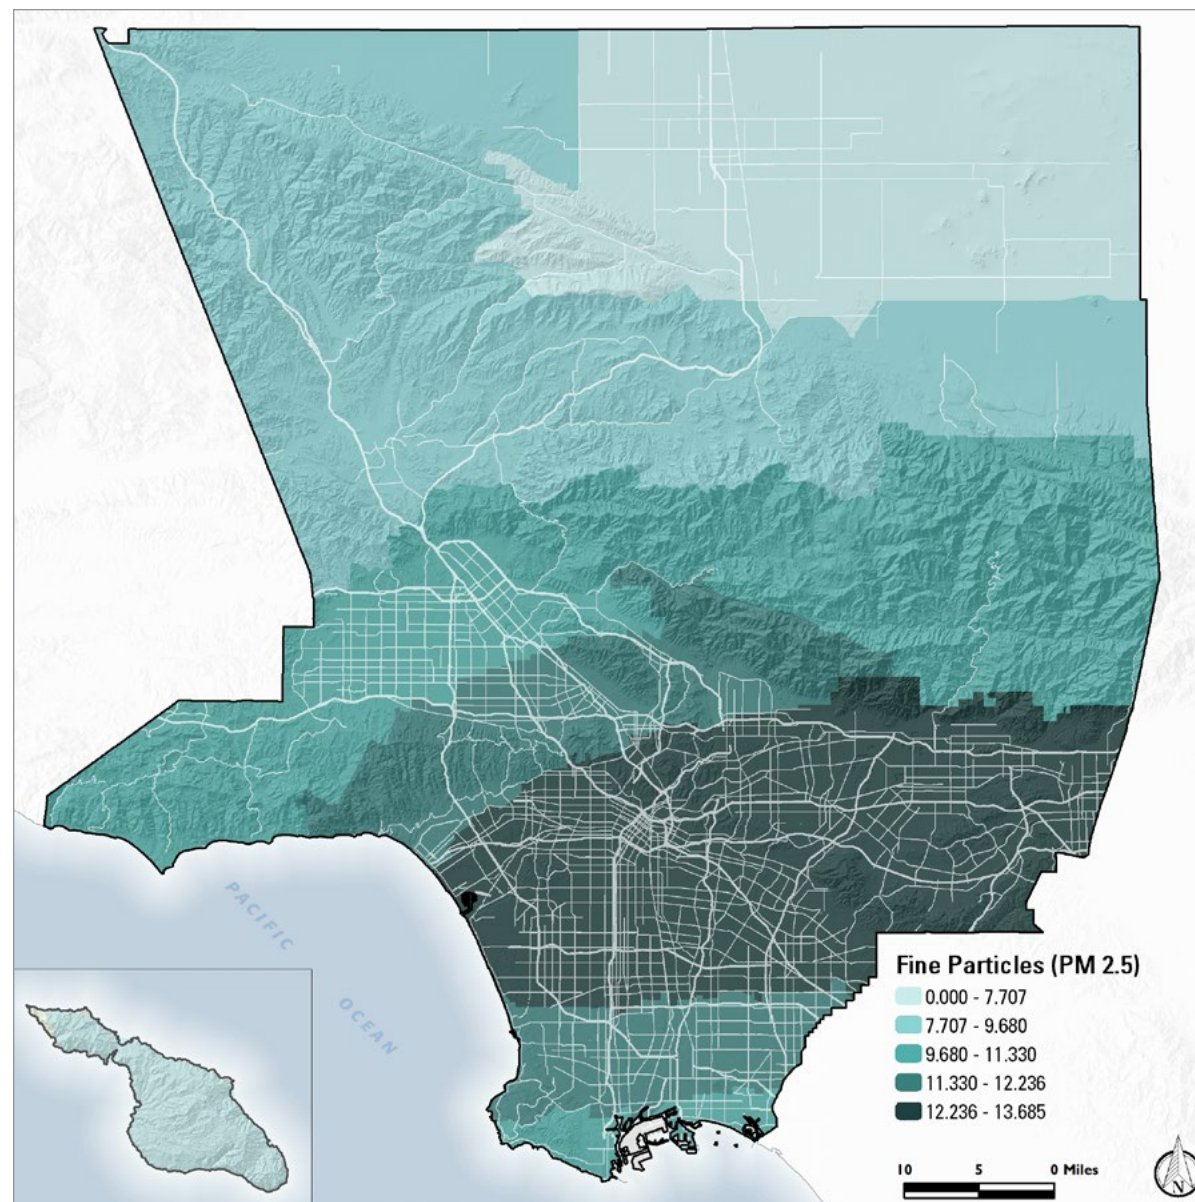 PACIFIC
OCEAN
Fine Particles (PM 2.5)
0.000 - 7.707
7.707 - 9.680
9.680 - 11.330
11.330 - 12.236
12.236 - 13.685
10 5 0 Miles
N